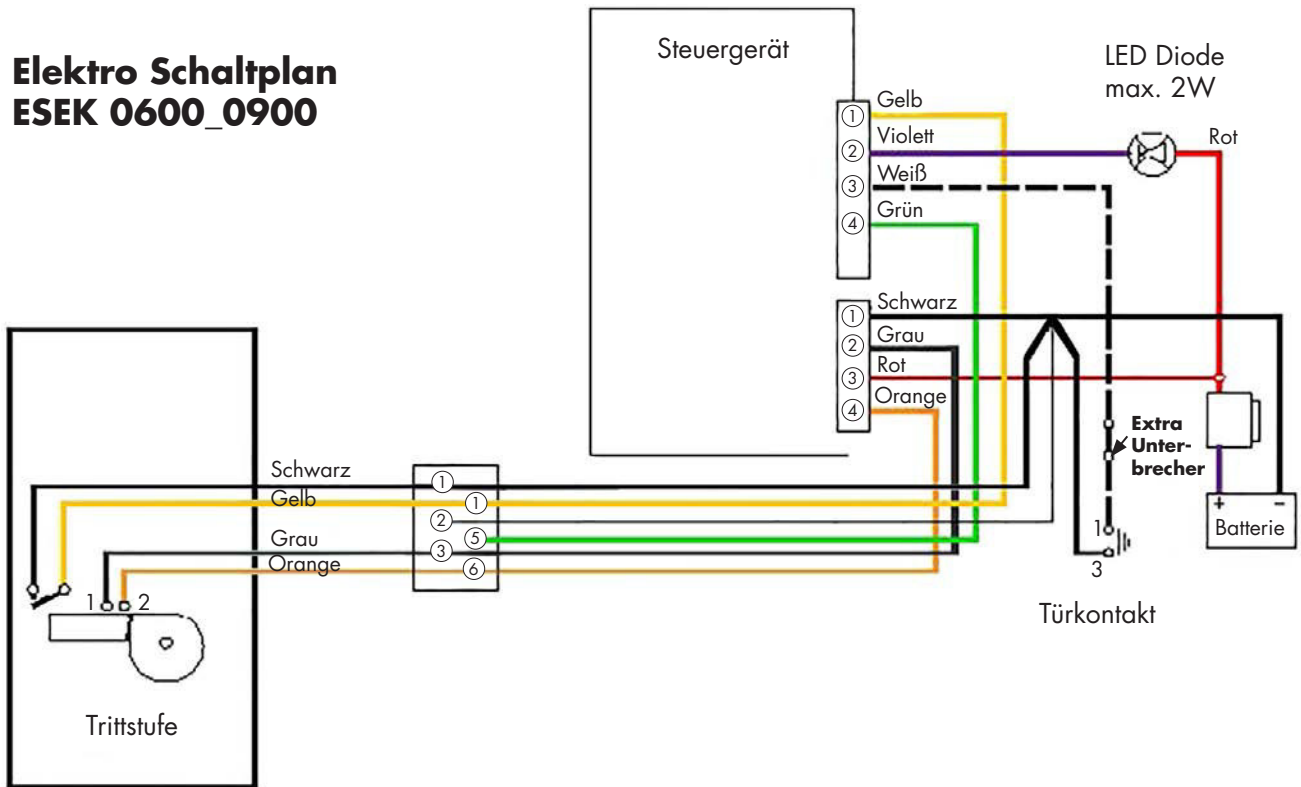 Elektro Schaltplan
ESEK 0600_0900
Steuergerät
LED Diode
max. 2W
Gelb
1
Violett
2
Rot
Weiß
3
Grün
4
Schwarz
1
Grau
2
Rot
3
Orange
4
Extra
Unter-
brecher
+ -
Batterie
1
3
Türkontakt
Schwarz
1
Gelb
1
2
Grau
5
3
Orange
6
1 2
Trittstufe